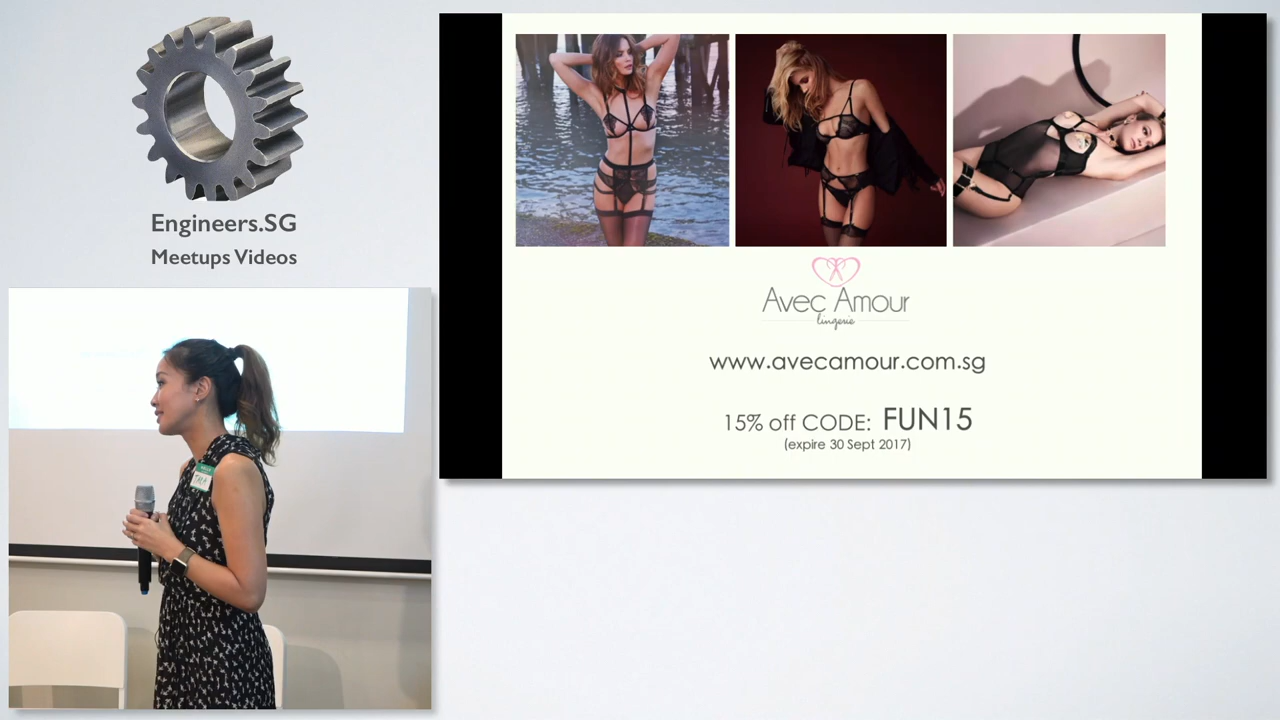 Engineers.SG
Meetups Videos
Avec Amour
lingerie
www.avecamour.com.sg
15% off CODE: FUN15
(expire 30 Sept 2017)